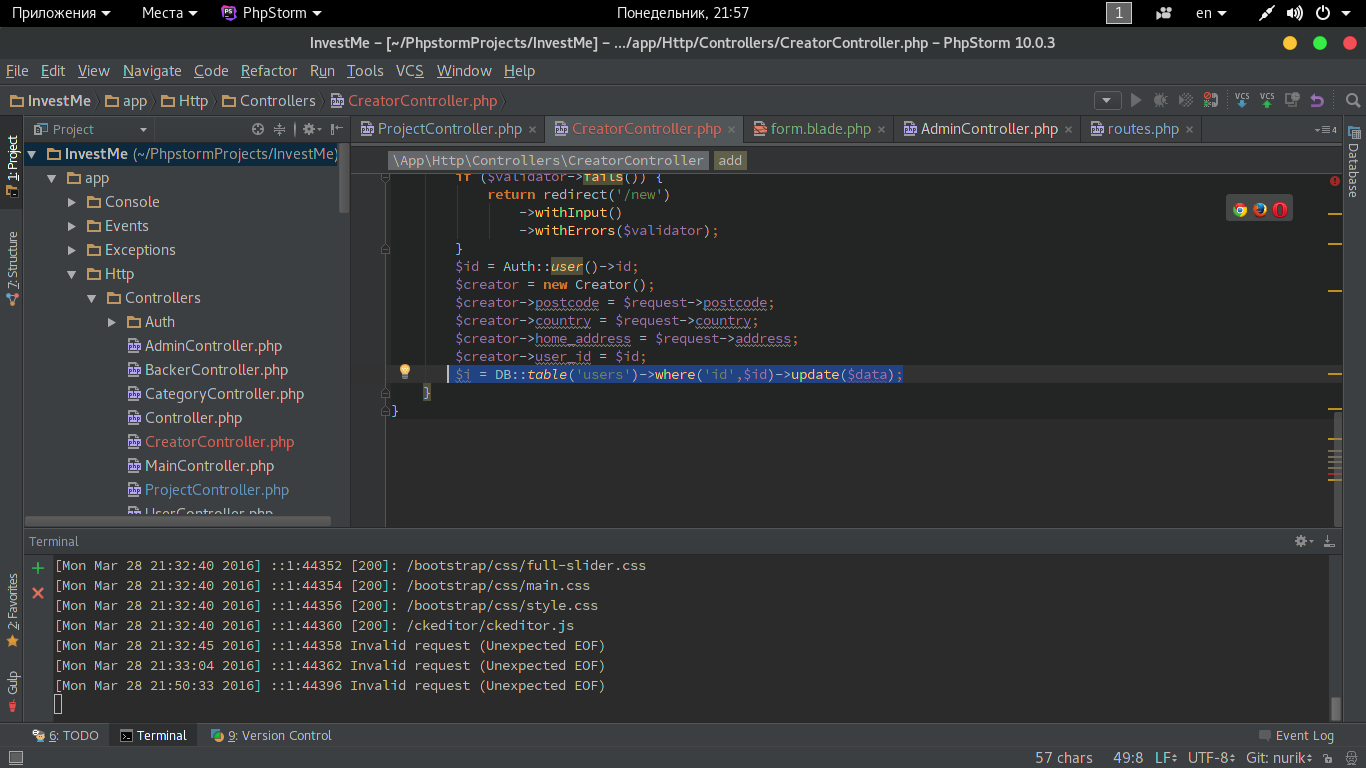 Приложения Места PhpStorm Понедельник, 21:57 1 en
InvestMe – [~/PhpstormProjects/InvestMe] – .../app/Http/Controllers/CreatorController.php – PhpStorm 10.0.3
File Edit View Navigate Code Refactor Run Tools VCS Window Help
InvestMe app Http Controllers CreatorController.php
VCS VCS
Project
ProjectController.php × CreatorController.php × form.blade.php × AdminController.php × routes.php × 4
1: Project
7: Structure
2: Favorites
Gulp
Database
InvestMe (~/PhpstormProjects/InvestMe)
app
Console
Events
Exceptions
Http
Controllers
Auth
AdminController.php
BackerController.php
CategoryController.php
Controller.php
CreatorController.php
MainController.php
ProjectController.php
UserController.php
\App\Http\Controllers\CreatorController add
if ($validator->fails()) {
return redirect('/new')
->withInput()
->withErrors($validator);
}
$id = Auth::user()->id;
$creator = new Creator();
$creator->postcode = $request->postcode;
$creator->country = $request->country;
$creator->home_address = $request->address;
$creator->user_id = $id;
$i = DB::table('users')->where('id',$id)->update($data);
}
}
Terminal
[Mon Mar 28 21:32:40 2016] ::1:44352 [200]: /bootstrap/css/full-slider.css
[Mon Mar 28 21:32:40 2016] ::1:44354 [200]: /bootstrap/css/main.css
[Mon Mar 28 21:32:40 2016] ::1:44356 [200]: /bootstrap/css/style.css
[Mon Mar 28 21:32:40 2016] ::1:44360 [200]: /ckeditor/ckeditor.js
[Mon Mar 28 21:32:45 2016] ::1:44358 Invalid request (Unexpected EOF)
[Mon Mar 28 21:33:04 2016] ::1:44362 Invalid request (Unexpected EOF)
[Mon Mar 28 21:50:33 2016] ::1:44396 Invalid request (Unexpected EOF)
6: TODO Terminal 9: Version Control Event Log
57 chars 49:8 LF UTF-8 Git: nurik